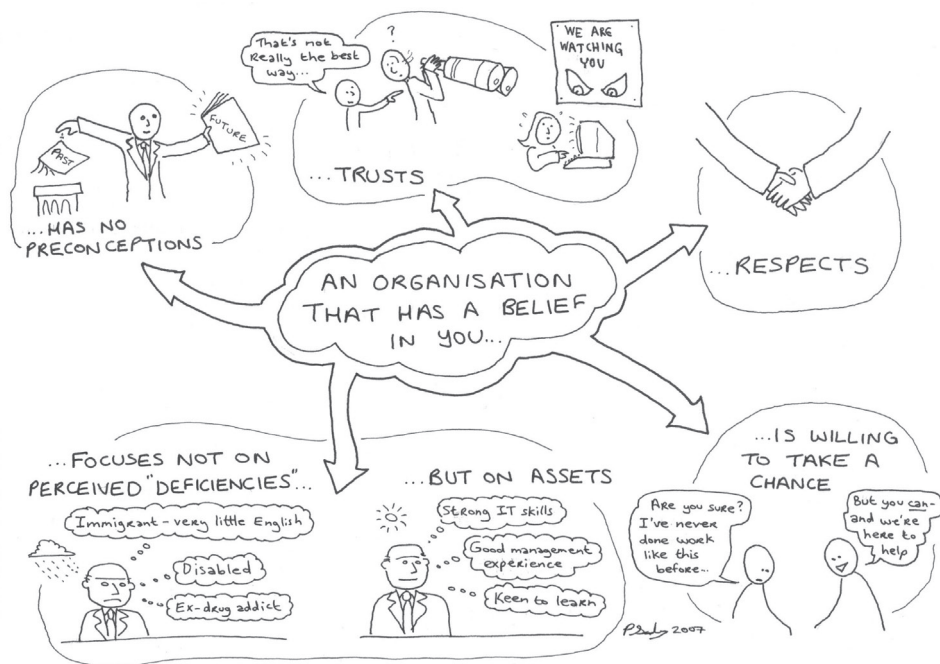 That's not
Really the best
way...
?
WE ARE
WATCHING
YOU
PAST
FUTURE
...TRUSTS
...HAS NO
PRECONCEPTIONS
...RESPECTS
AN ORGANISATION
THAT HAS A BELIEF
IN YOU...
...FOCUSES NOT ON
PERCEIVED "DEFICIENCIES"...
Immigrant - very little English
Disabled
Ex-drug addict
...BUT ON ASSETS
Strong IT skills
Good management
experience
Keen to learn
...IS WILLING
TO TAKE A
CHANCE
Are you sure?
I've never
done work
like this
before...
But you can-
and we're
here to
help
2007